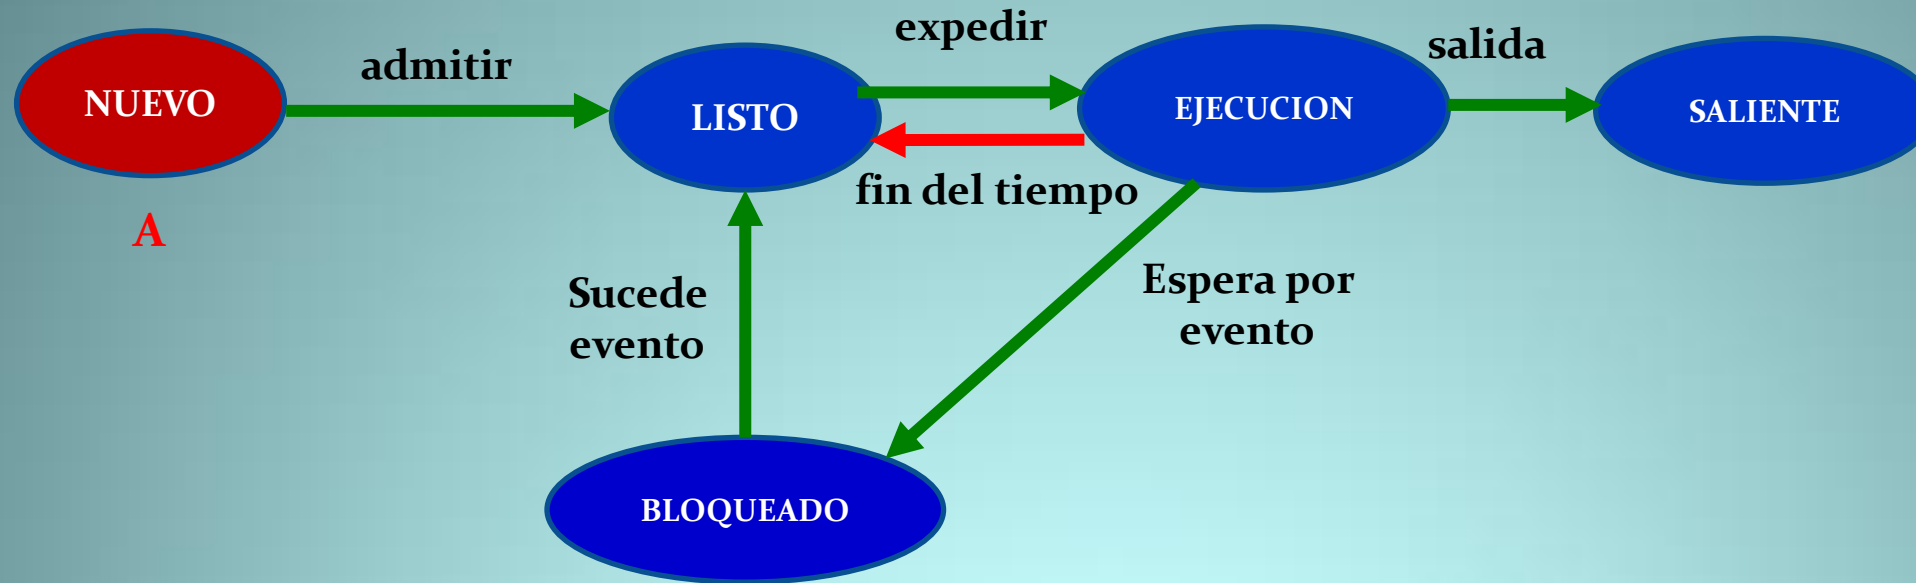 expedir
salida
admitir
NUEVO
LISTO
EJECUCION
SALIENTE
fin del tiempo
A
Sucede
evento
Espera por
evento
BLOQUEADO